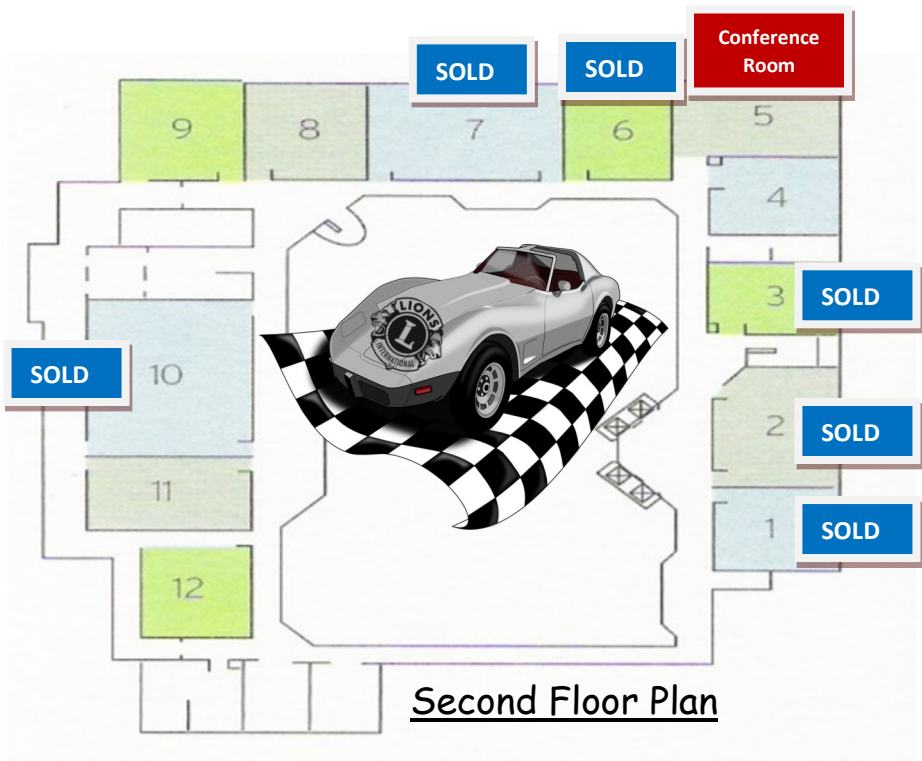 Conference
Room
SOLD
SOLD
9
8
7
6
5
4
3
SOLD
LIONS
L
INTERNATIONAL
SOLD
10
2
SOLD
11
1
SOLD
12
Second Floor Plan